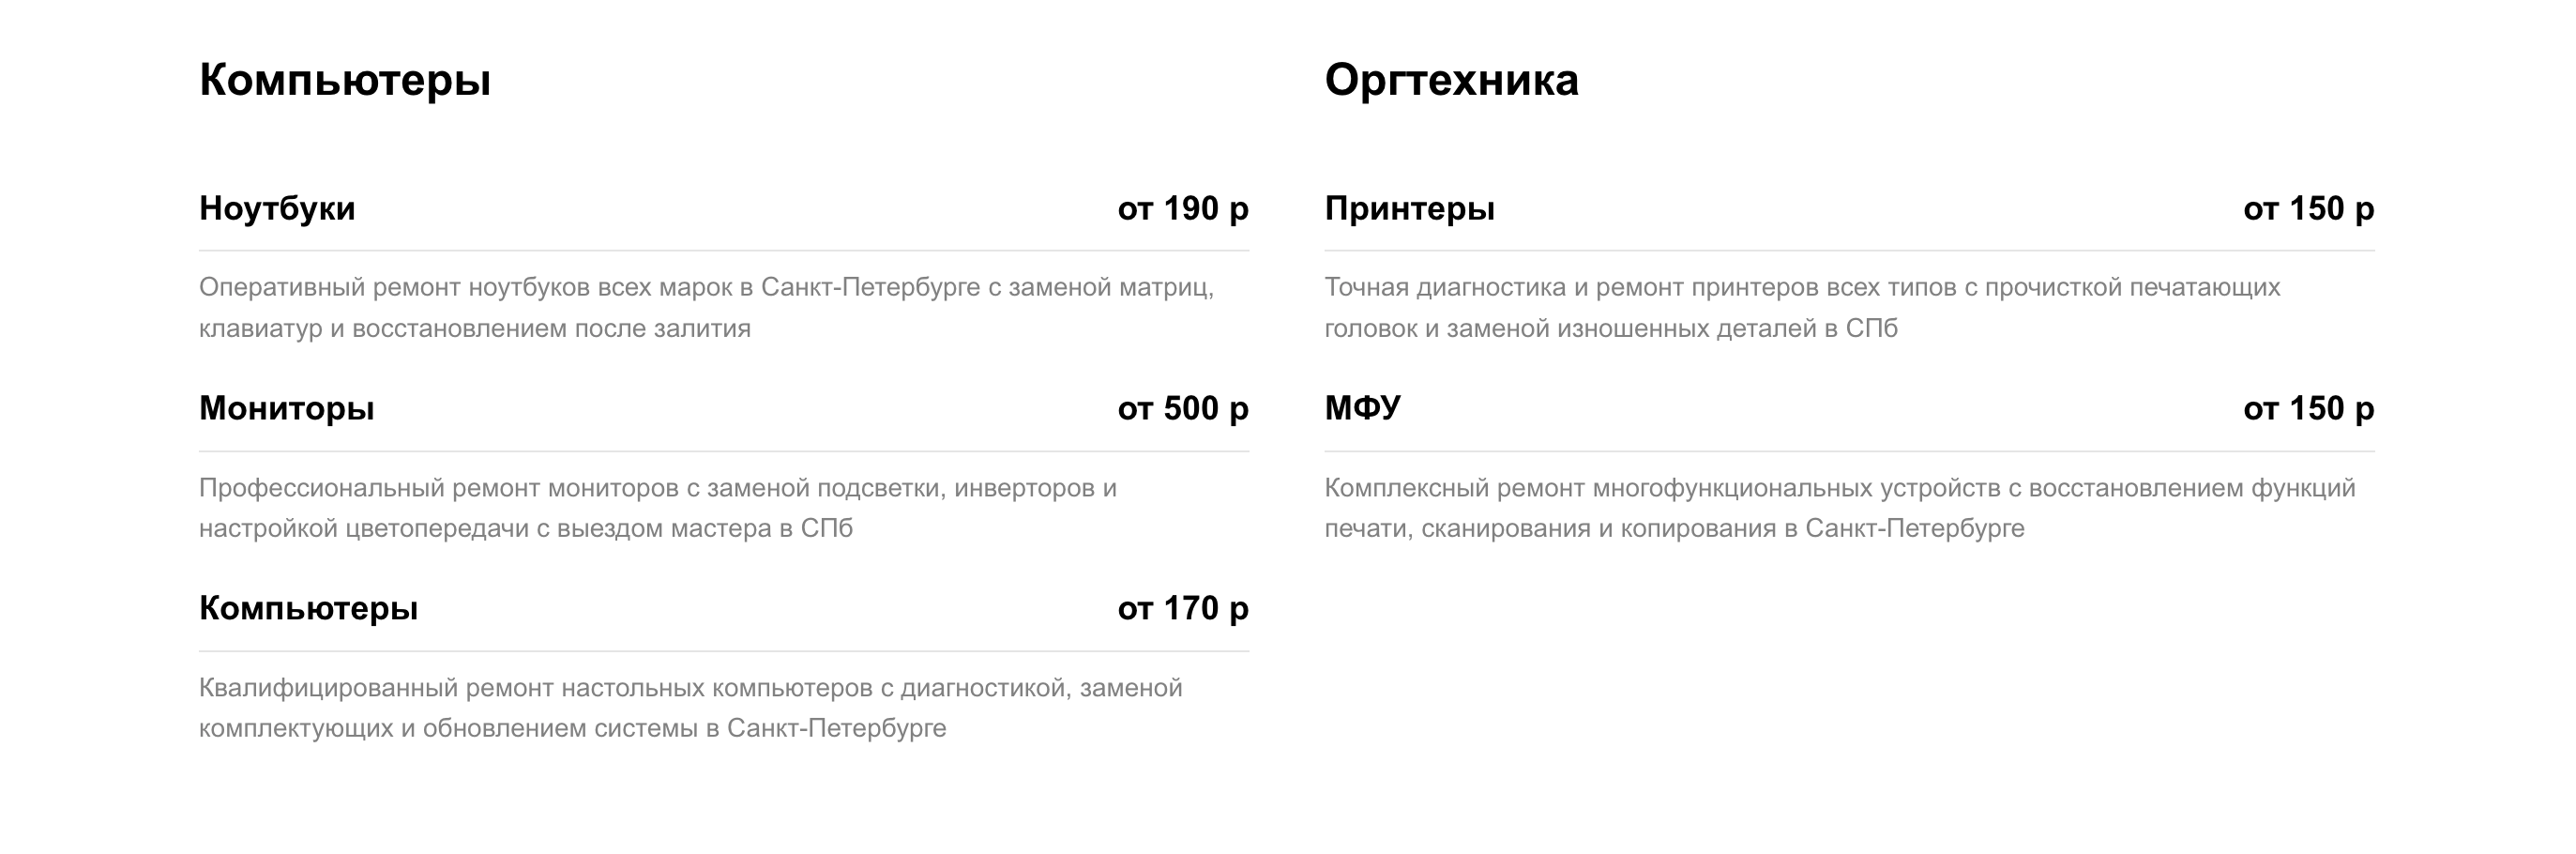 Компьютеры
Ноутбуки от 190 р
Оперативный ремонт ноутбуков всех марок в Санкт-Петербурге с заменой матриц,
клавиатур и восстановлением после залития
Мониторы от 500 р
Профессиональный ремонт мониторов с заменой подсветки, инверторов и
настройкой цветопередачи с выездом мастера в СПб
Компьютеры от 170 р
Квалифицированный ремонт настольных компьютеров с диагностикой, заменой
комплектующих и обновлением системы в Санкт-Петербурге
Оргтехника
Принтеры от 150 р
Точная диагностика и ремонт принтеров всех типов с прочисткой печатающих
головок и заменой изношенных деталей в СПб
МФУ от 150 р
Комплексный ремонт многофункциональных устройств с восстановлением функций
печати, сканирования и копирования в Санкт-Петербурге